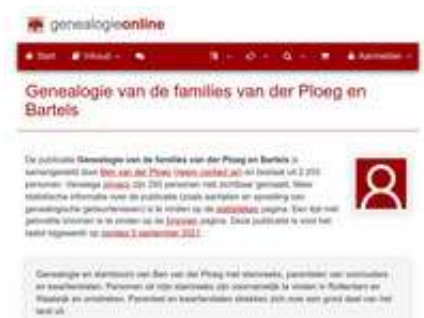 genealogieonline
Start Inhoud Aanmelden
Genealogie van de families van der Ploeg en
Bartels
De publicatie Genealogie van de families van der Ploeg en Bartels is
samengesteld door Ben van der Ploeg (neem contact op) en bestaat uit 2.253
personen. Vanwege privacy zijn 293 personen niet zichtbaar gemaakt. Meer
statistische informatie over de publicatie (zoals aantallen en spreiding van
genealogische gebeurtenissen) is te vinden op de statistieken pagina. Een lijst met
gebruikte bronnen is te vinden op de bronnen pagina. Deze publicatie is voor het
laatst bijgewerkt op zondag 5 september 2021.
Genealogie en stamboom van Ben van der Ploeg met stamreeks, parentelen van voorouders
en kwartierstaten. Personen uit mijn stamreeks zijn voornamelijk te vinden in Rotterdam en
Maassluis en omstreken. Parenteel en kwartierstaten strekken zich over een groot deel van het
land uit.